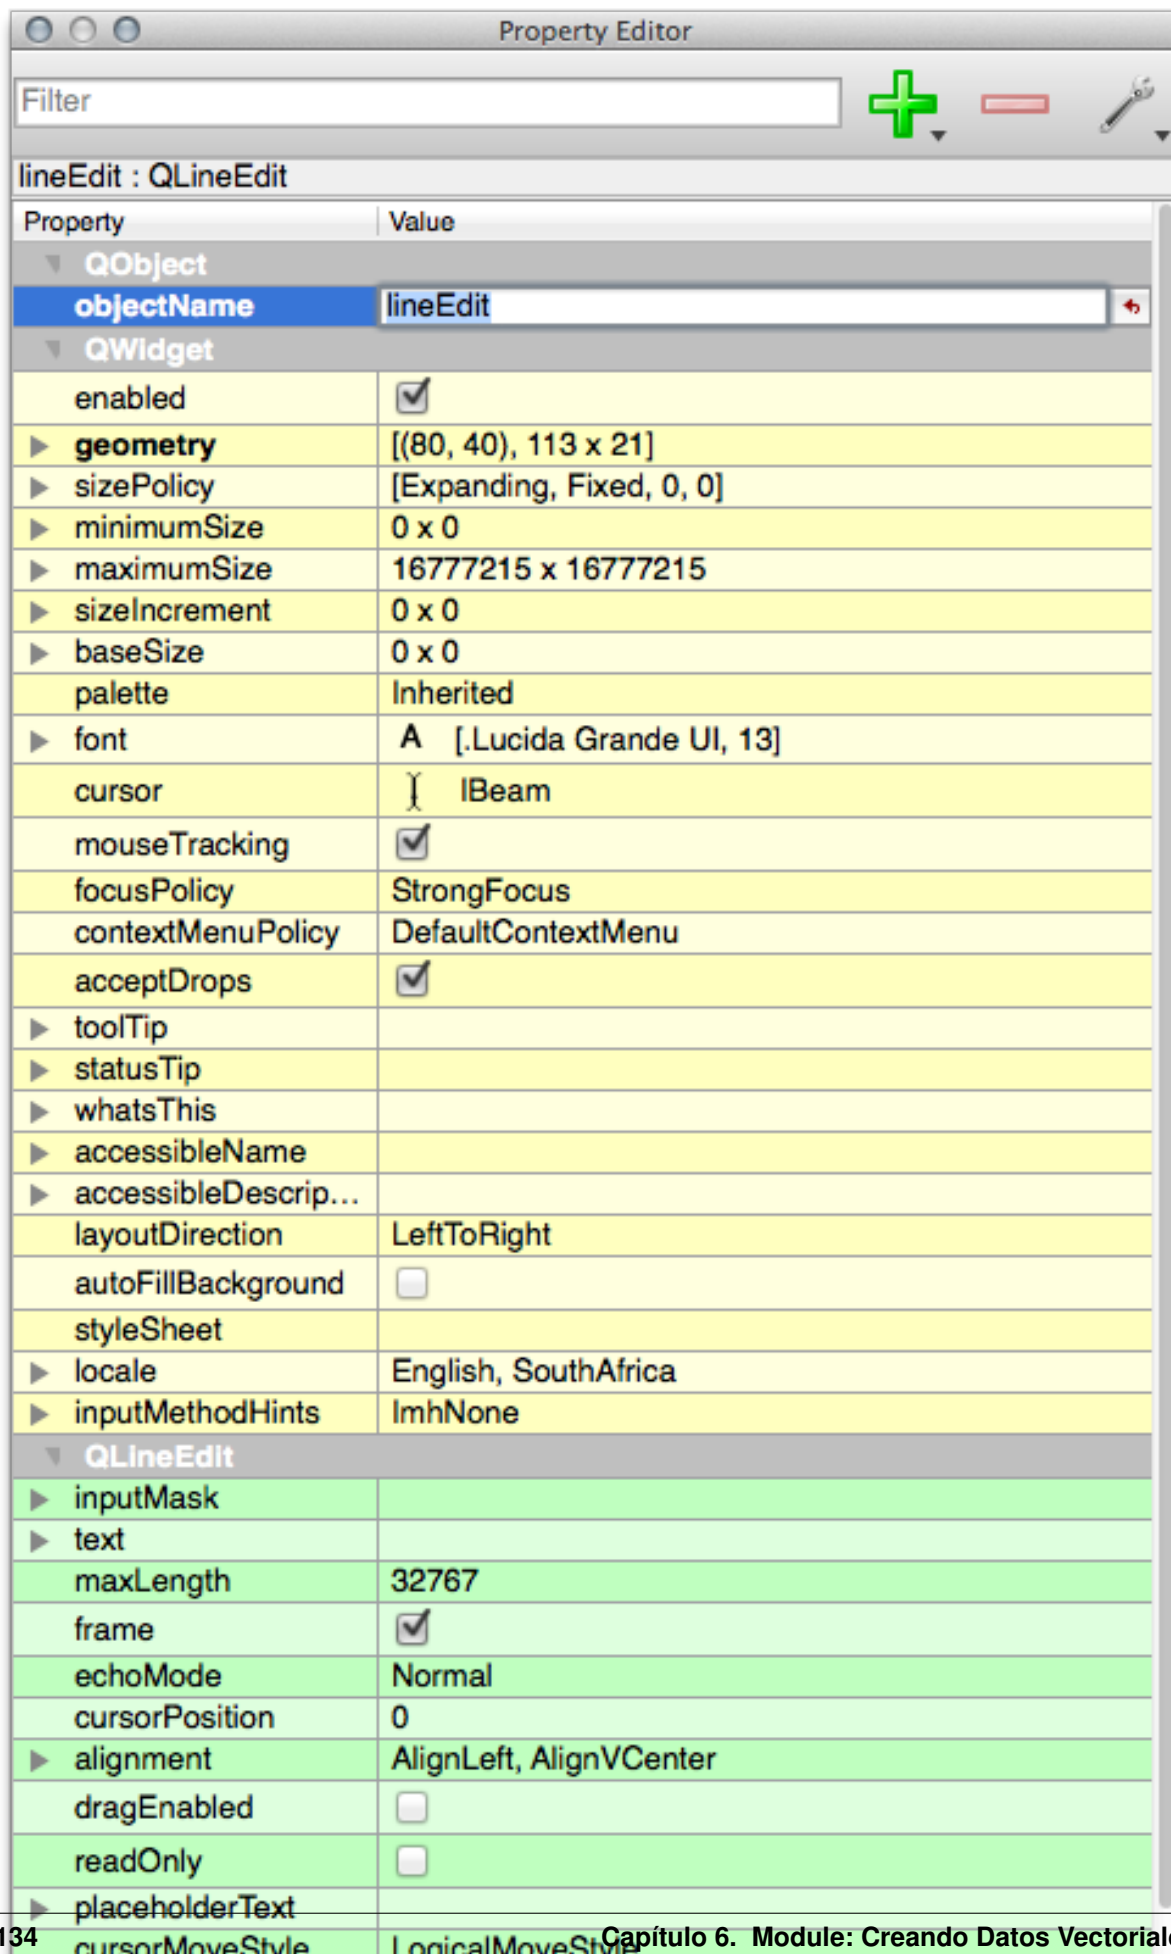 Property Editor
Filter
lineEdit : QLineEdit
Property Value
QObject
objectName lineEdit
QWidget
enabled
geometry [(80, 40), 113 x 21]
sizePolicy [Expanding, Fixed, 0, 0]
minimumSize 0 x 0
maximumSize 16777215 x 16777215
sizeIncrement 0 x 0
baseSize 0 x 0
palette Inherited
font A [.Lucida Grande UI, 13]
cursor IBeam
mouseTracking
focusPolicy StrongFocus
contextMenuPolicy DefaultContextMenu
acceptDrops
toolTip
statusTip
whatsThis
accessibleName
accessibleDescrip...
layoutDirection LeftToRight
autoFillBackground
styleSheet
locale English, SouthAfrica
inputMethodHints ImhNone
QLineEdit
inputMask
text
maxLength 32767
frame
echoMode Normal
cursorPosition 0
alignment AlignLeft, AlignVCenter
dragEnabled
readOnly
placeholderText
134 Capítulo 6. Module: Creando Datos Vectorial
cursorMoveStyle LogicalMoveStyle